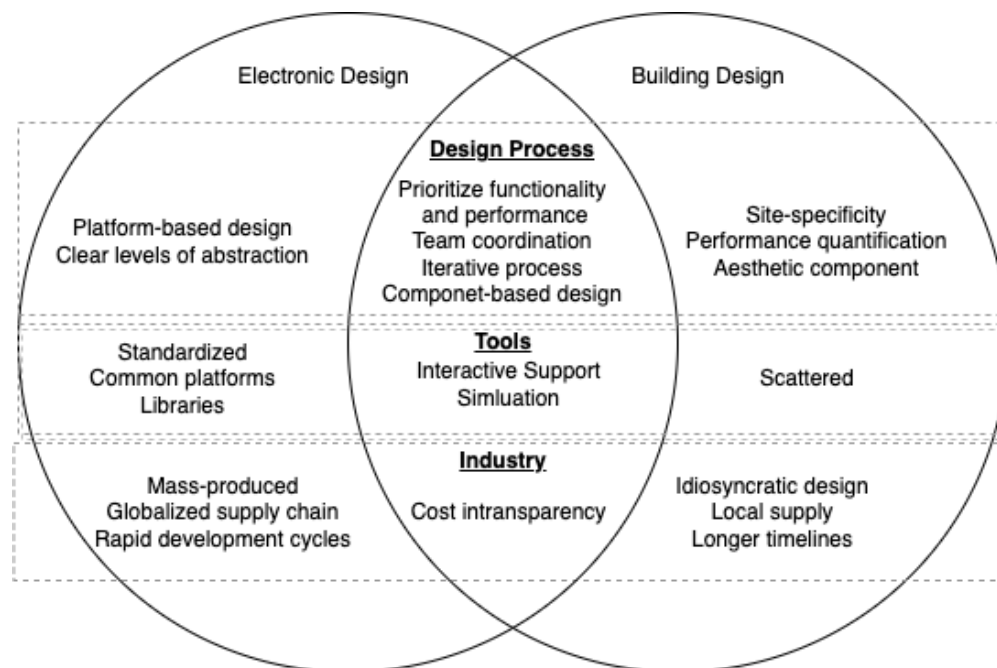 Electronic Design
Building Design
Design Process
Prioritize functionality
and performance
Team coordination
Iterative process
Componet-based design
Platform-based design
Clear levels of abstraction
Site-specificity
Performance quantification
Aesthetic component
Tools
Interactive Support
Simluation
Standardized
Common platforms
Libraries
Scattered
Industry
Cost intransparency
Mass-produced
Globalized supply chain
Rapid development cycles
Idiosyncratic design
Local supply
Longer timelines